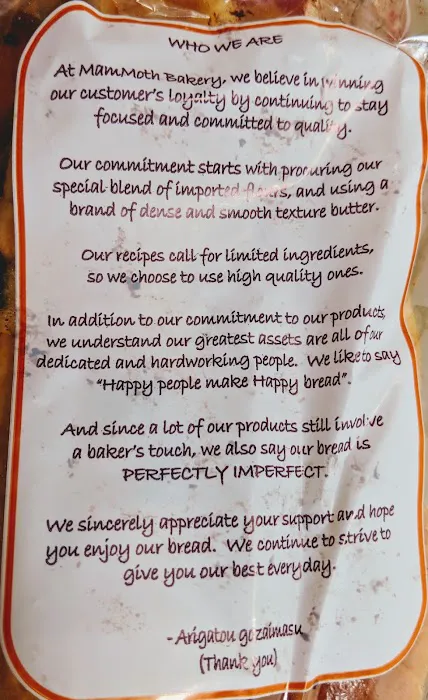 WHO WE ARE
At MamMoth Bakery, we believe in winning
our customer's loyalty by continuing to stay
focused and committed to quality.
Our commitment starts with procuring our
special blend of imported flours, and using a
brand of dense and smooth texture butter.
Our recipes call for limited ingredients,
so we choose to use high quality ones.
In addition to our commitment to our products,
we understand our greatest assets are all of our
dedicated and hardworking people. We like to say
"Happy people make Happy bread".
And since a lot of our products still involve
a baker's touch, we also say our bread is
PERFECTLY IMPERFECT.
We sincerely appreciate your support and hope
you enjoy our bread. We continue to strive to
give you our best everyday.
-Arigatou gozaimasu
(Thank you)